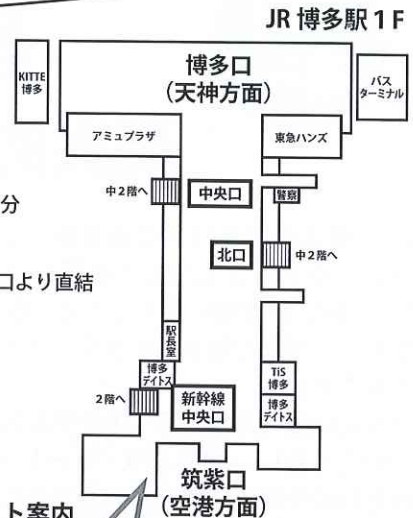 JR 博多駅 1 F
KITTE
博多
博多口
(天神方面)
バス
ターミナル
アミュプラザ
東急ハンズ
中2階へ
中央口
警察
分
北口
中2階へ
口より直結
駅長室
博多
デイトス
TiS
博多
2階へ
新幹線
中央口
博多
デイトス
筑紫口
(空港方面)
ト案内